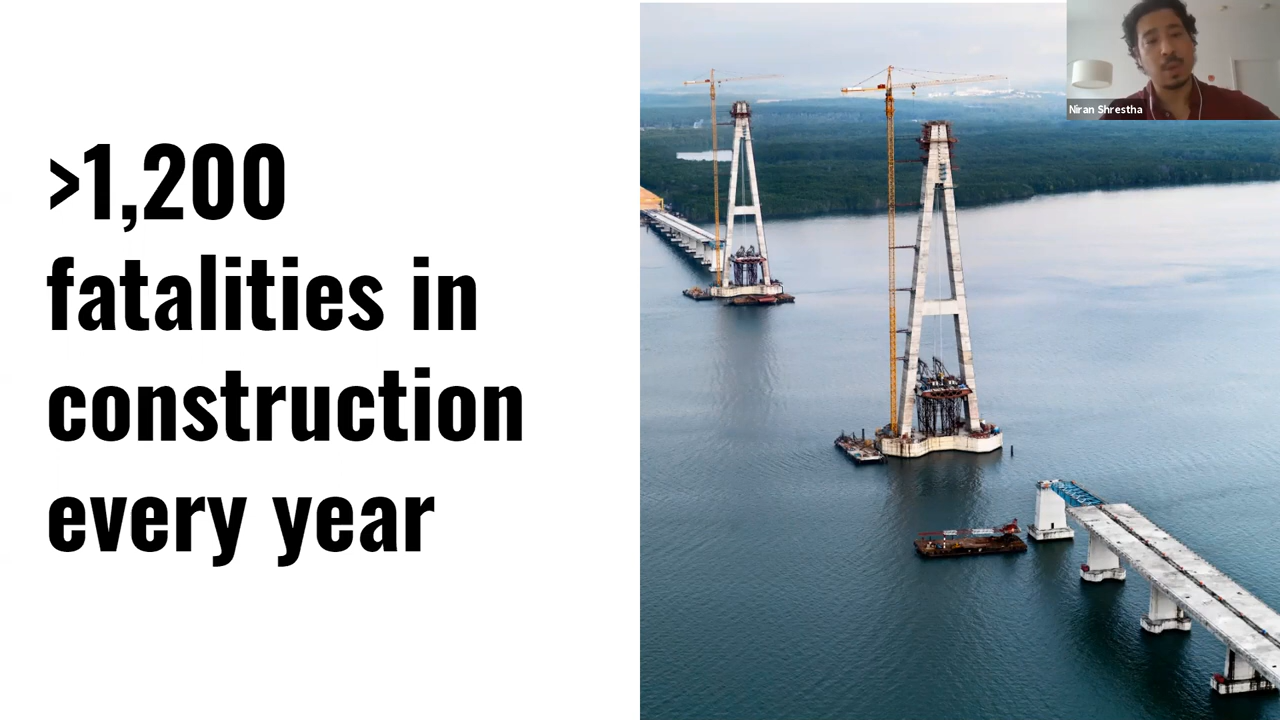 >1,200
fatalities in
construction
every year
Niran Shrestha